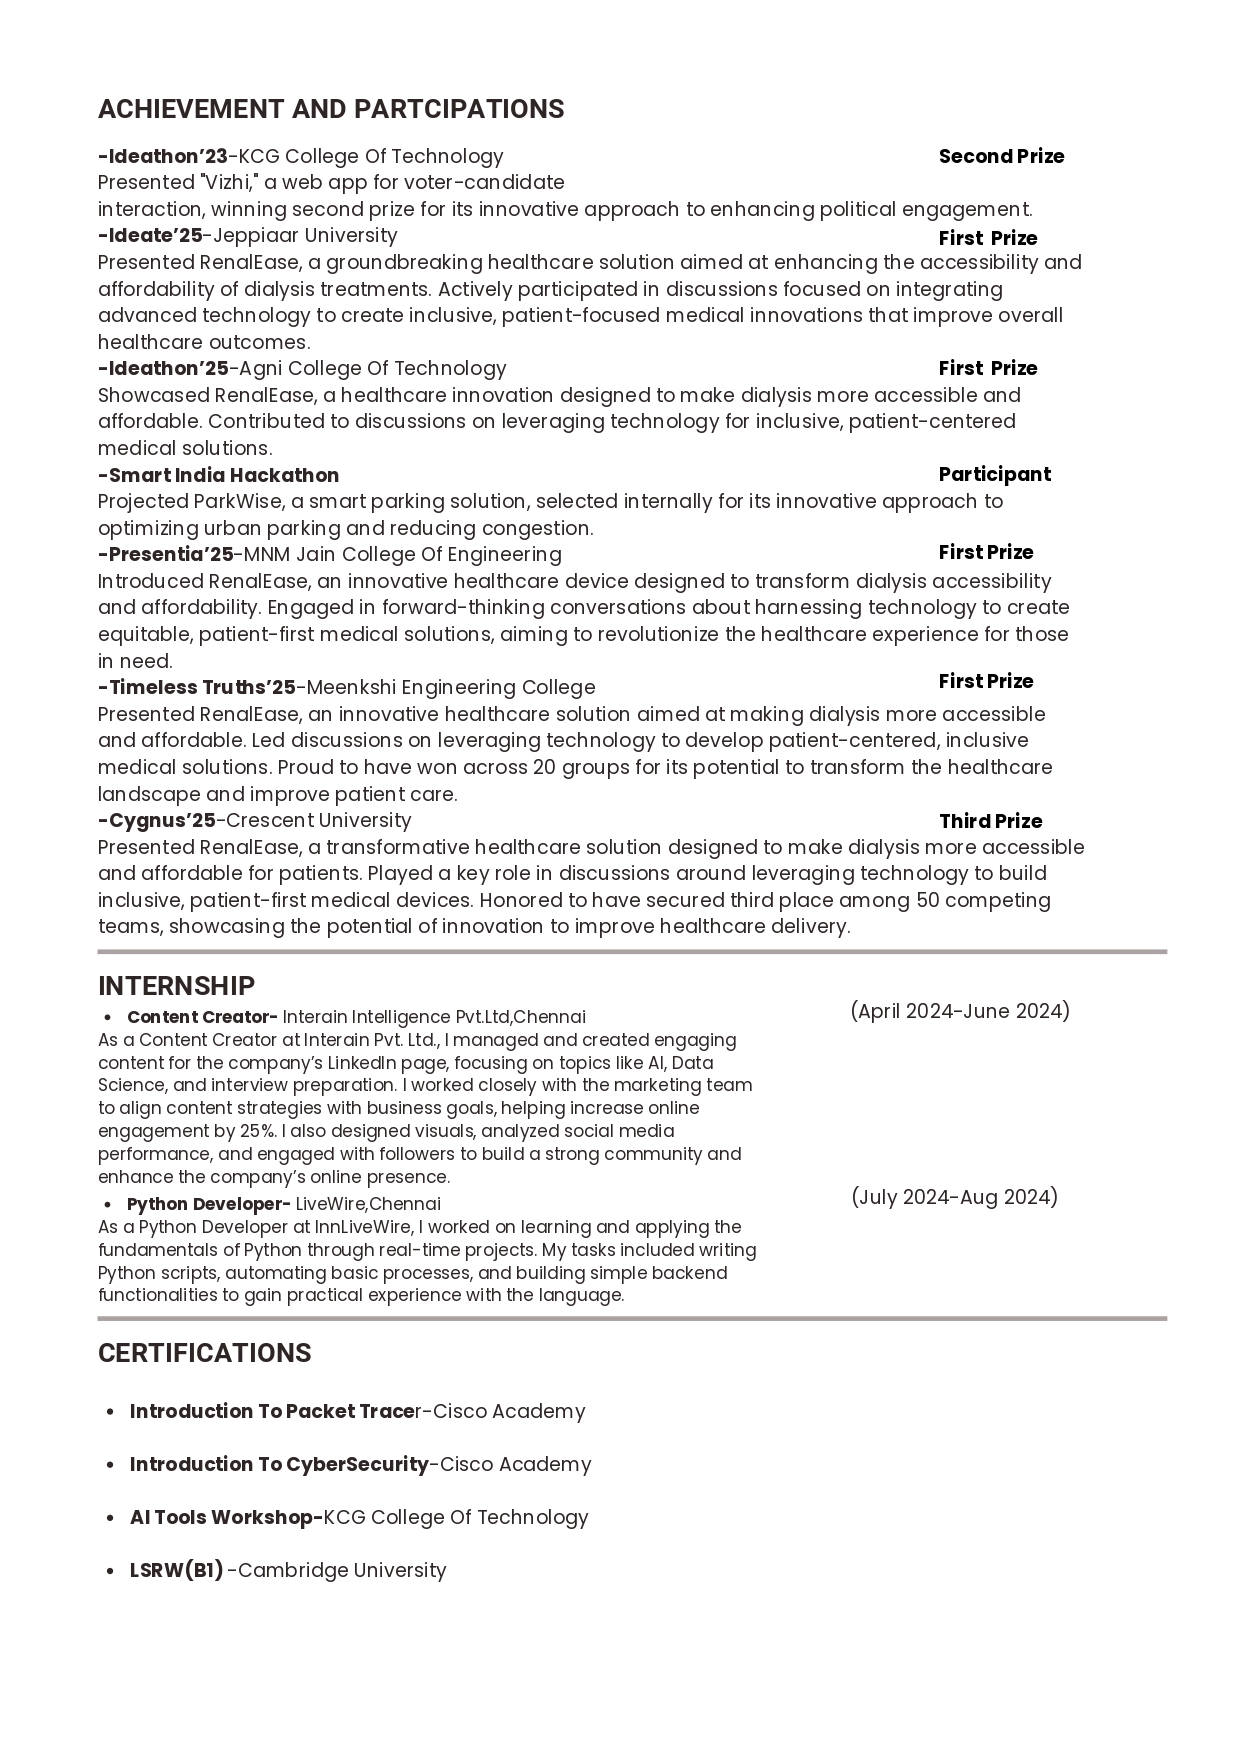 ACHIEVEMENT AND PARTCIPATIONS
-Ideathon’23-KCG College Of Technology Second Prize
Presented "Vizhi," a web app for voter-candidate
interaction, winning second prize for its innovative approach to enhancing political engagement.
-Ideate’25-Jeppiaar University First Prize
Presented RenalEase, a groundbreaking healthcare solution aimed at enhancing the accessibility and
affordability of dialysis treatments. Actively participated in discussions focused on integrating
advanced technology to create inclusive, patient-focused medical innovations that improve overall
healthcare outcomes.
-Ideathon’25-Agni College Of Technology First Prize
Showcased RenalEase, a healthcare innovation designed to make dialysis more accessible and
affordable. Contributed to discussions on leveraging technology for inclusive, patient-centered
medical solutions.
-Smart India Hackathon Participant
Projected ParkWise, a smart parking solution, selected internally for its innovative approach to
optimizing urban parking and reducing congestion.
-Presentia’25-MNM Jain College Of Engineering First Prize
Introduced RenalEase, an innovative healthcare device designed to transform dialysis accessibility
and affordability. Engaged in forward-thinking conversations about harnessing technology to create
equitable, patient-first medical solutions, aiming to revolutionize the healthcare experience for those
in need.
-Timeless Truths’25-Meenkshi Engineering College First Prize
Presented RenalEase, an innovative healthcare solution aimed at making dialysis more accessible
and affordable. Led discussions on leveraging technology to develop patient-centered, inclusive
medical solutions. Proud to have won across 20 groups for its potential to transform the healthcare
landscape and improve patient care.
-Cygnus’25-Crescent University Third Prize
Presented RenalEase, a transformative healthcare solution designed to make dialysis more accessible
and affordable for patients. Played a key role in discussions around leveraging technology to build
inclusive, patient-first medical devices. Honored to have secured third place among 50 competing
teams, showcasing the potential of innovation to improve healthcare delivery.
INTERNSHIP
• Content Creator- Interain Intelligence Pvt.Ltd,Chennai (April 2024-June 2024)
As a Content Creator at Interain Pvt. Ltd., I managed and created engaging
content for the company’s LinkedIn page, focusing on topics like AI, Data
Science, and interview preparation. I worked closely with the marketing team
to align content strategies with business goals, helping increase online
engagement by 25%. I also designed visuals, analyzed social media
performance, and engaged with followers to build a strong community and
enhance the company’s online presence.
• Python Developer- LiveWire,Chennai (July 2024-Aug 2024)
As a Python Developer at InnLiveWire, I worked on learning and applying the
fundamentals of Python through real-time projects. My tasks included writing
Python scripts, automating basic processes, and building simple backend
functionalities to gain practical experience with the language.
CERTIFICATIONS
• Introduction To Packet Tracer-Cisco Academy
• Introduction To CyberSecurity-Cisco Academy
• AI Tools Workshop-KCG College Of Technology
• LSRW(B1) -Cambridge University